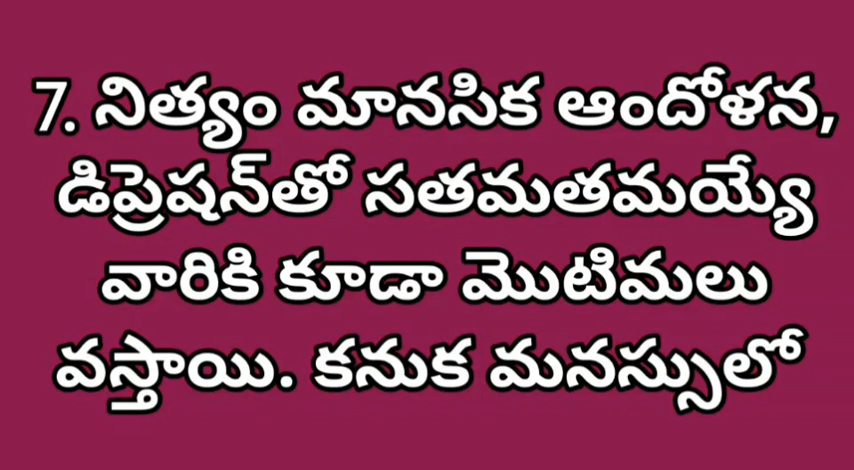 7. నిత్యం మానసిక ఆందోళన,
డిప్రెషన్‌తో సతమతమయ్యే
వారికి కూడా మొటిమలు
వస్తాయి. కనుక మనస్సులో